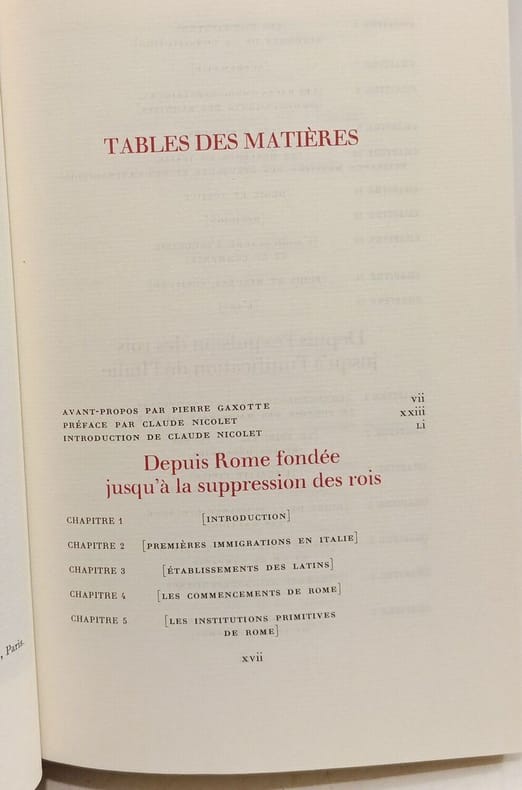 TABLES DES MATIÈRES
AVANT-PROPOS PAR PIERRE GAXOTTE vii
PRÉFACE PAR CLAUDE NICOLET xxiii
INTRODUCTION DE CLAUDE NICOLET li
Depuis Rome fondée
jusqu'à la suppression des rois
CHAPITRE 1 [INTRODUCTION]
CHAPITRE 2 [PREMIÈRES IMMIGRATIONS EN ITALIE]
CHAPITRE 3 [ÉTABLISSEMENTS DES LATINS]
CHAPITRE 4 [LES COMMENCEMENTS DE ROME]
CHAPITRE 5 [LES INSTITUTIONS PRIMITIVES
DE ROME]
xvii
, Paris.